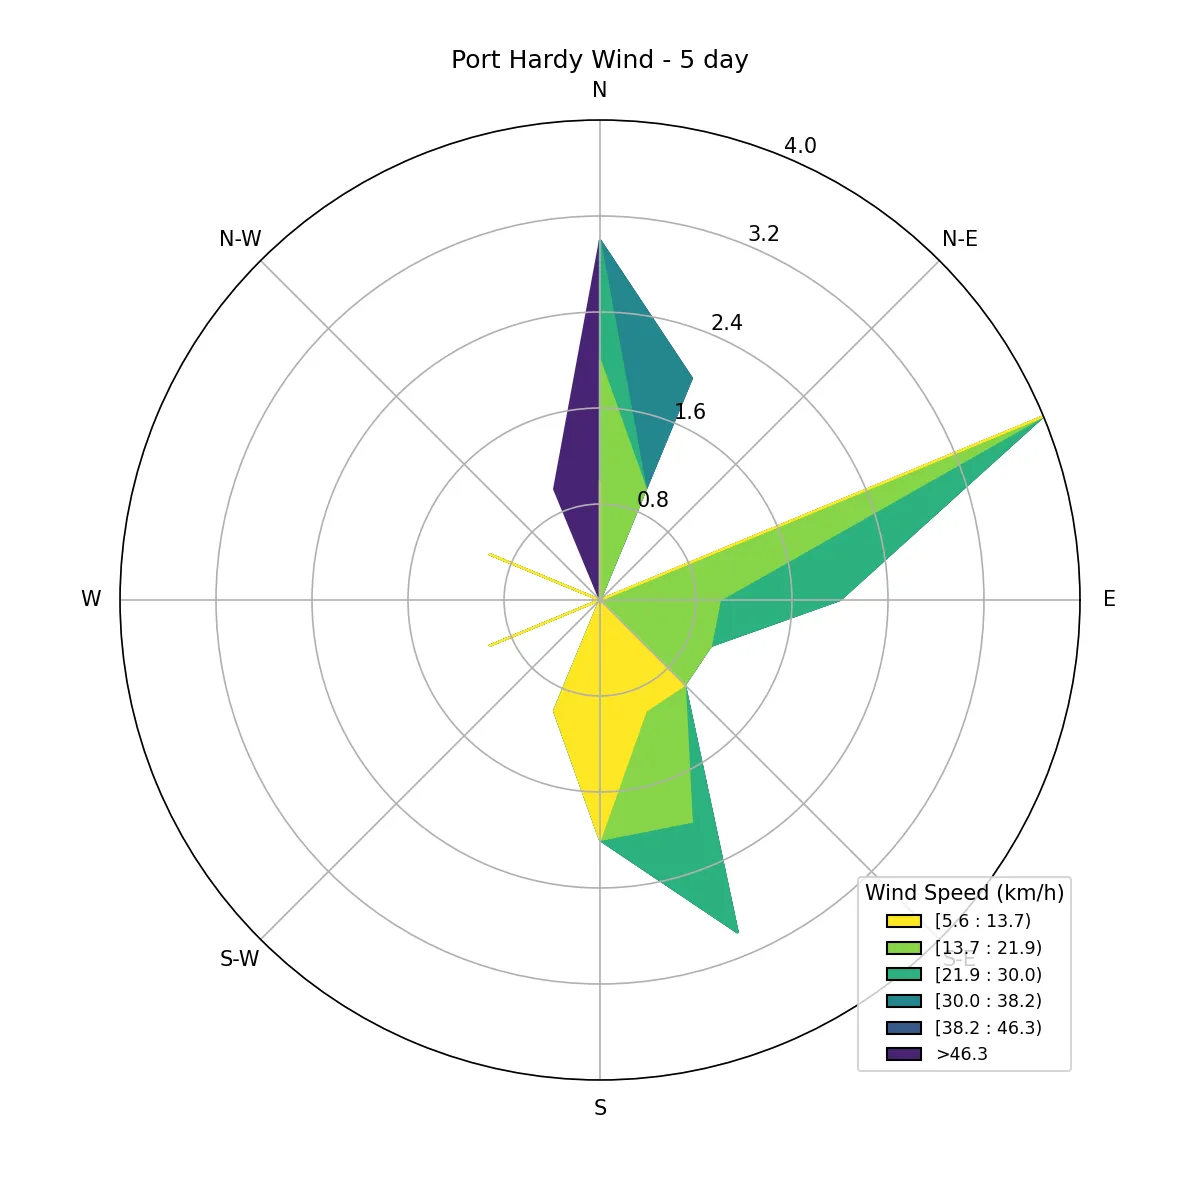 Port Hardy Wind - 5 day
N
4.0
N-W
3.2
N-E
2.4
1.6
0.8
W
E
Wind Speed (km/h)
[5.6 : 13.7)
[13.7 : 21.9)
S-W
S-E
[21.9 : 30.0)
[30.0 : 38.2)
[38.2 : 46.3)
>46.3
S